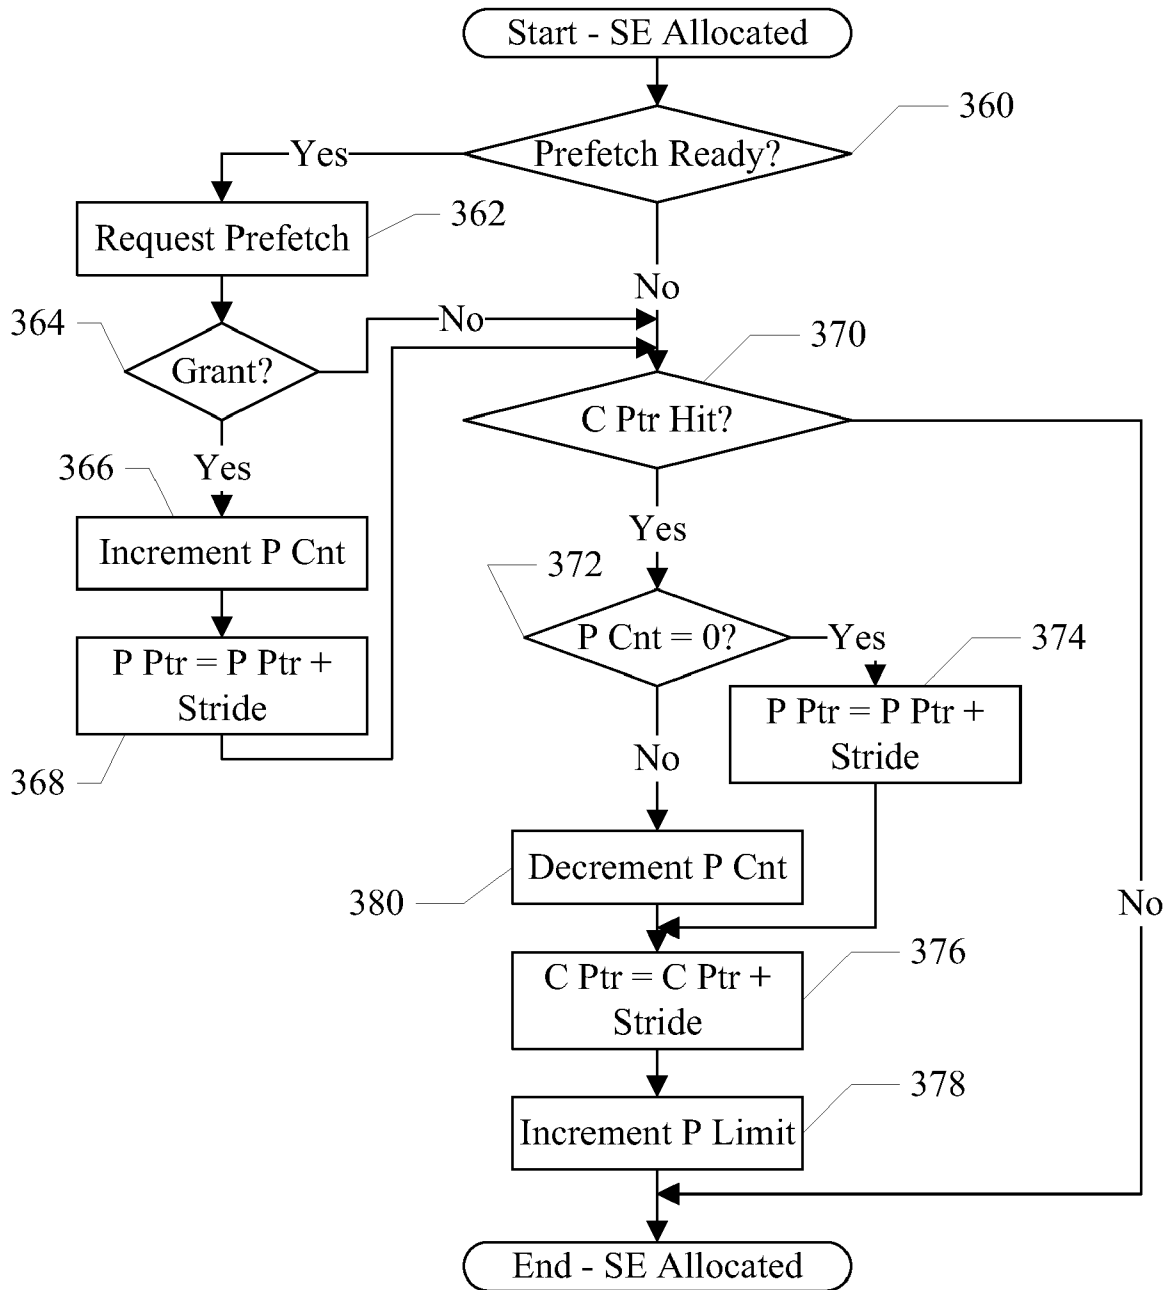 Start - SE Allocated
360
Prefetch Ready?
Yes
362
Request Prefetch
No
364
No
370
Grant?
C Ptr Hit?
366
Yes
Yes
Increment P Cnt
372
P Cnt = 0?
Yes
374
P Ptr = P Ptr +
Stride
P Ptr = P Ptr +
Stride
368
No
Decrement P Cnt
380
No
376
C Ptr = C Ptr +
Stride
378
Increment P Limit
End - SE Allocated